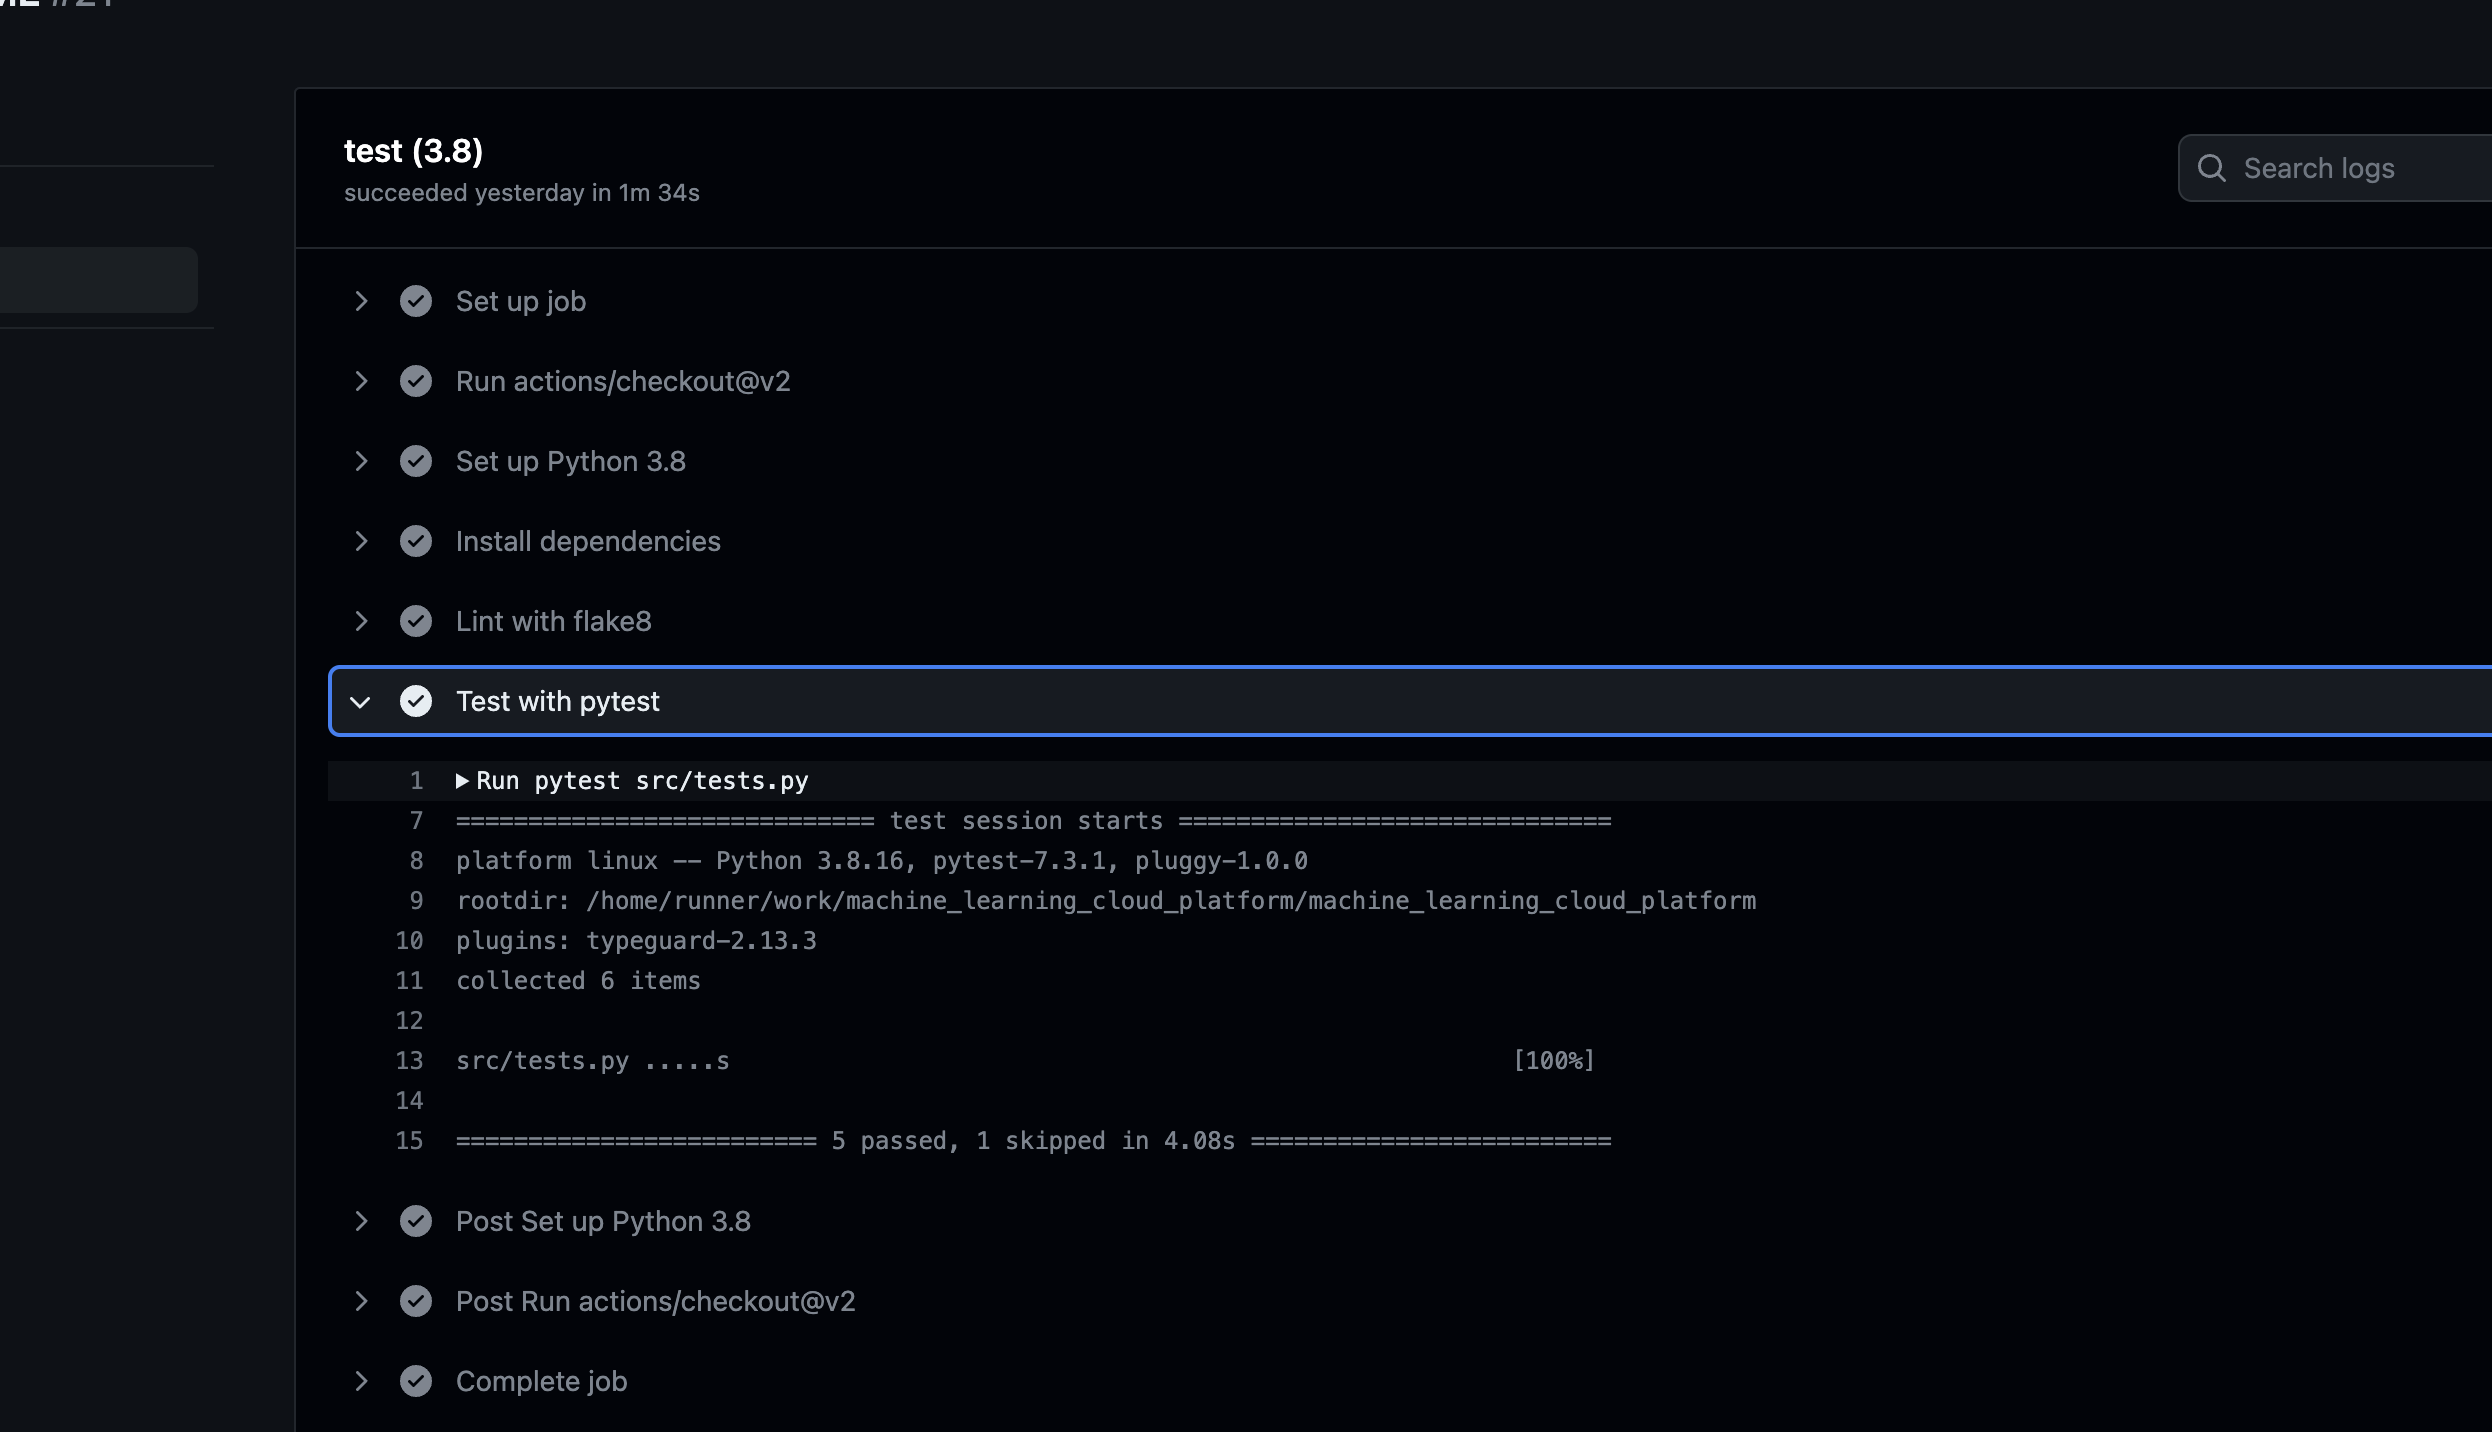 test (3.8)
succeeded yesterday in 1m 34s
Search logs
Set up job
Run actions/checkout@v2
Set up Python 3.8
Install dependencies
Lint with flake8
Test with pytest
1 ▶Run pytest src/tests.py
7 ============================= test session starts ==============================
8 platform linux -- Python 3.8.16, pytest-7.3.1, pluggy-1.0.0
9 rootdir: /home/runner/work/machine_learning_cloud_platform/machine_learning_cloud_platform
10 plugins: typeguard-2.13.3
11 collected 6 items
12
13 src/tests.py .....s [100%]
14
15 ========================= 5 passed, 1 skipped in 4.08s =========================
Post Set up Python 3.8
Post Run actions/checkout@v2
Complete job